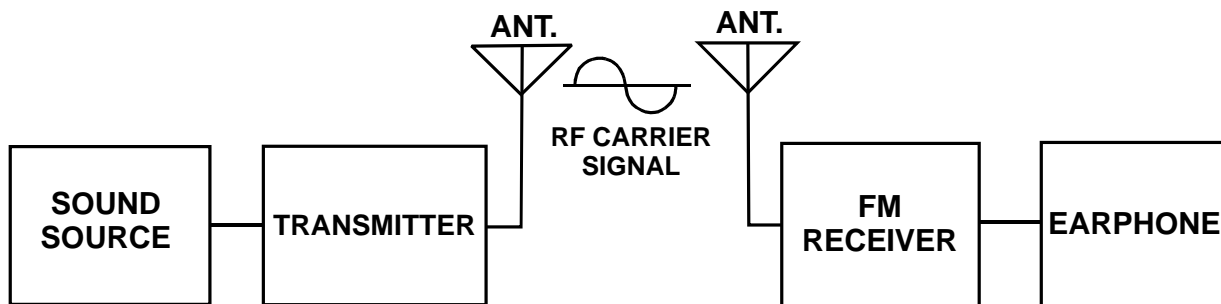 ANT.
ANT.
RF CARRIER
SIGNAL
SOUND
SOURCE
TRANSMITTER
FM
RECEIVER
EARPHONE